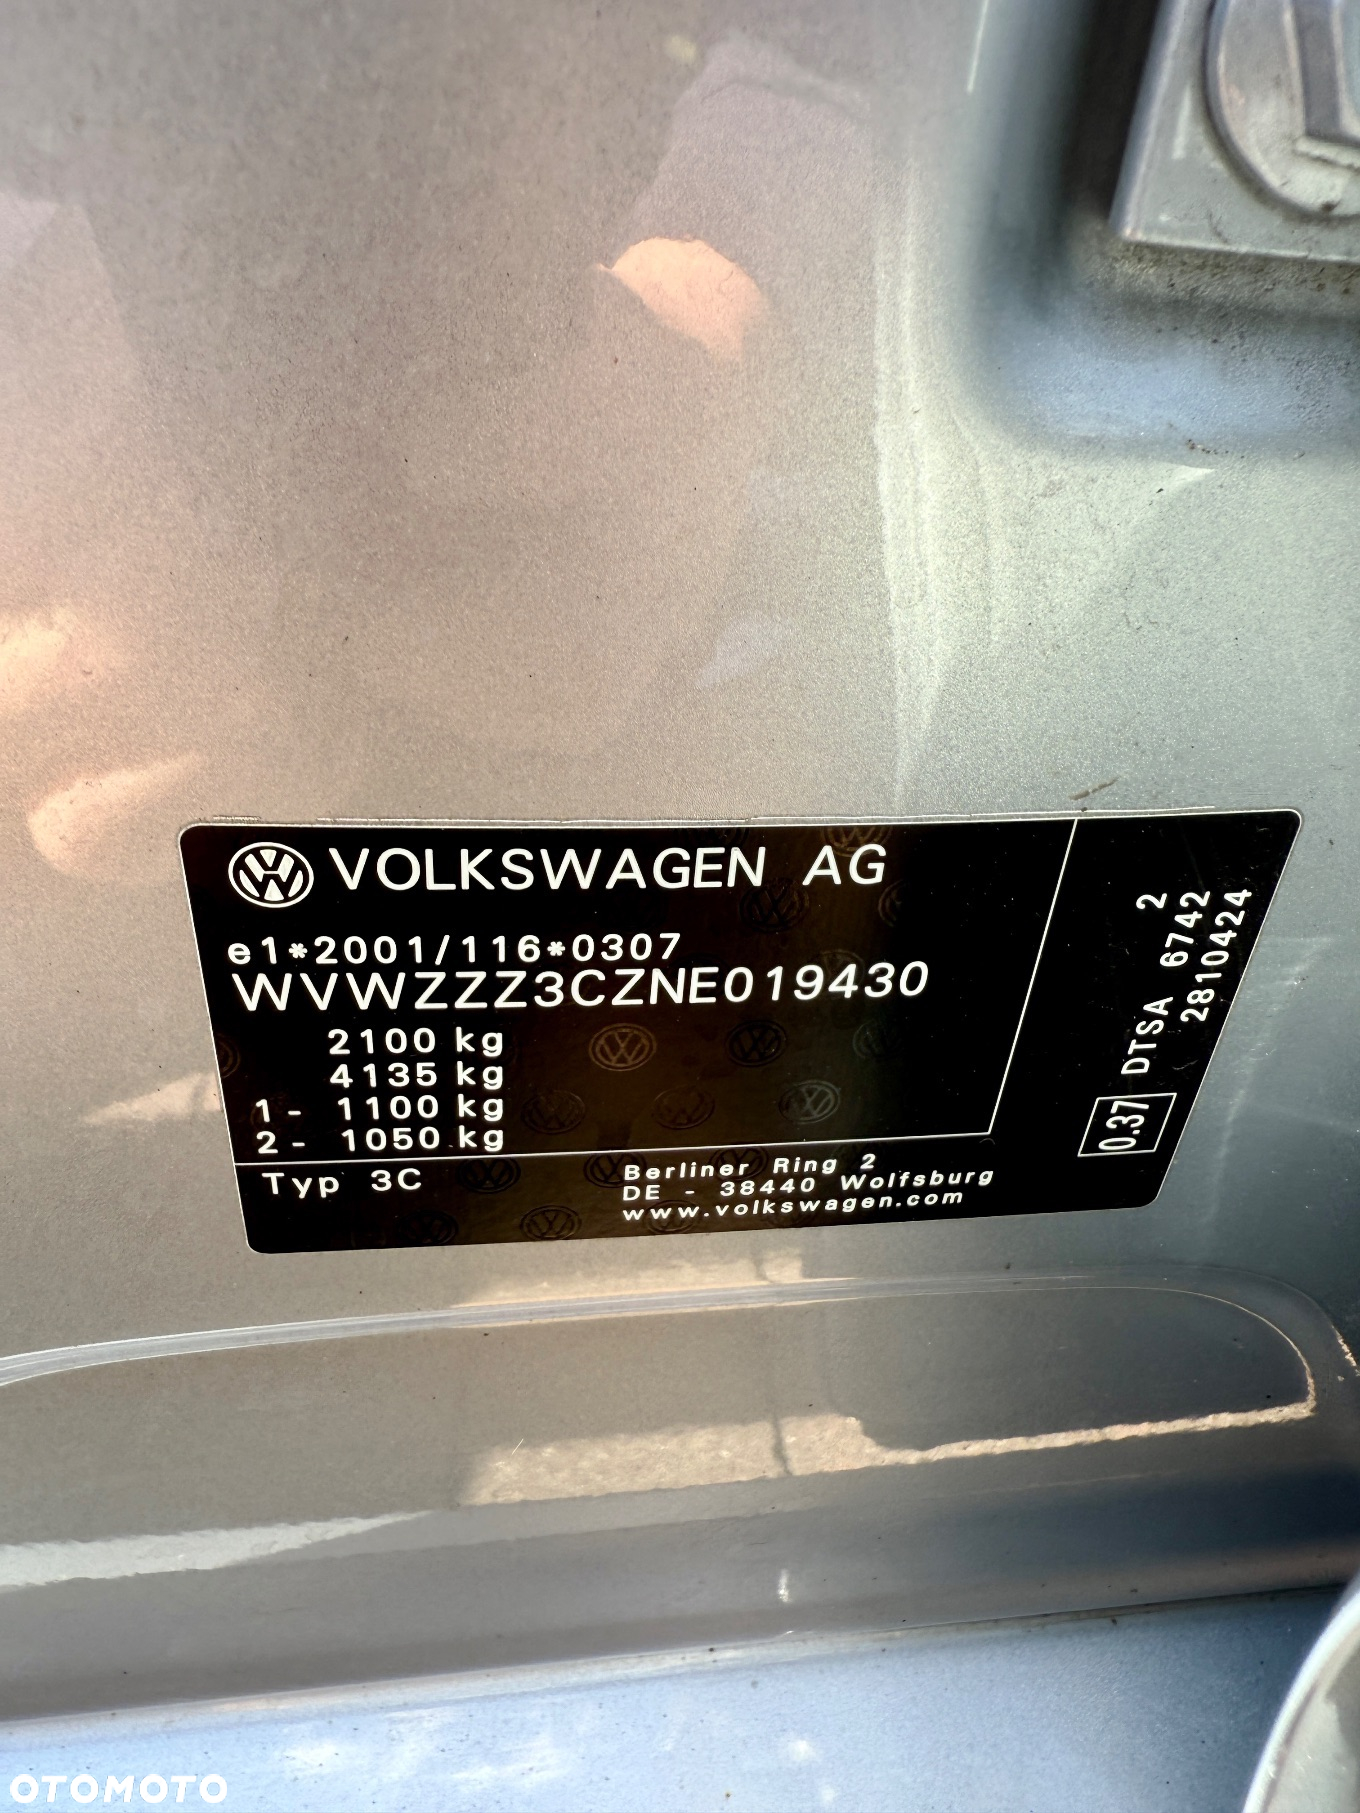 VOLKSWAGEN AG
e1*2001/116*0307
WVWZZZ3CZNE019430
2100 kg
4135 kg
1 - 1100 kg
2 - 1050 kg
Typ 3C
Berliner Ring 2
DE - 38440 Wolfsburg
www.volkswagen.com
0.37 DTSA 6742 2
2810424
OTOMOTO